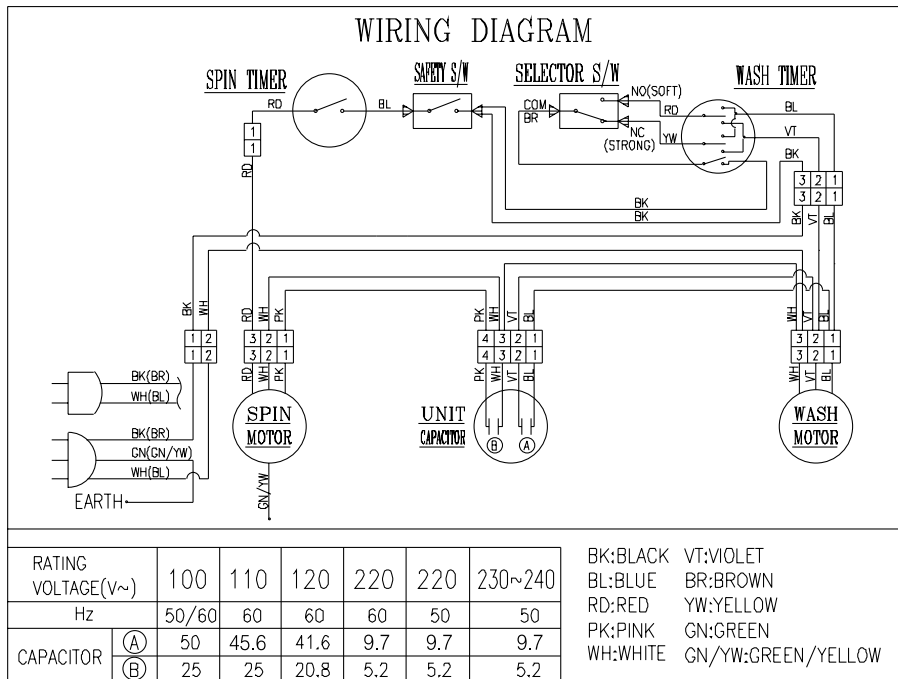 WIRING DIAGRAM
SPIN TIMER
SAFETY S/W
SELECTOR S/W
WASH TIMER
RD
BL
COM
BR
NO(SOFT)
RD
NC
(STRONG)
YW
BL
VT
BK
1
1
RD
3 2 1
3 2 1
BK
BK
BK VT BL
BK WH
RD WH PK
PK WH VT BL
WH VT BL
1 2
1 2
3 2 1
3 2 1
4 3 2 1
4 3 2 1
3 2 1
3 2 1
RD WH PK
PK WH VT BL
WH VT BL
BK(BR)
WH(BL)
SPIN
MOTOR
UNIT
CAPACITOR
B A
WASH
MOTOR
BK(BR)
GN(GN/YW)
WH(BL)
EARTH
GN/YW
RATING
VOLTAGE(V~) 100 110 120 220 220 230~240
Hz 50/60 60 60 60 50 50
CAPACITOR A 50 45.6 41.6 9.7 9.7 9.7
B 25 25 20.8 5.2 5.2 5.2
BK:BLACK VT:VIOLET
BL:BLUE BR:BROWN
RD:RED YW:YELLOW
PK:PINK GN:GREEN
WH:WHITE GN/YW:GREEN/YELLOW